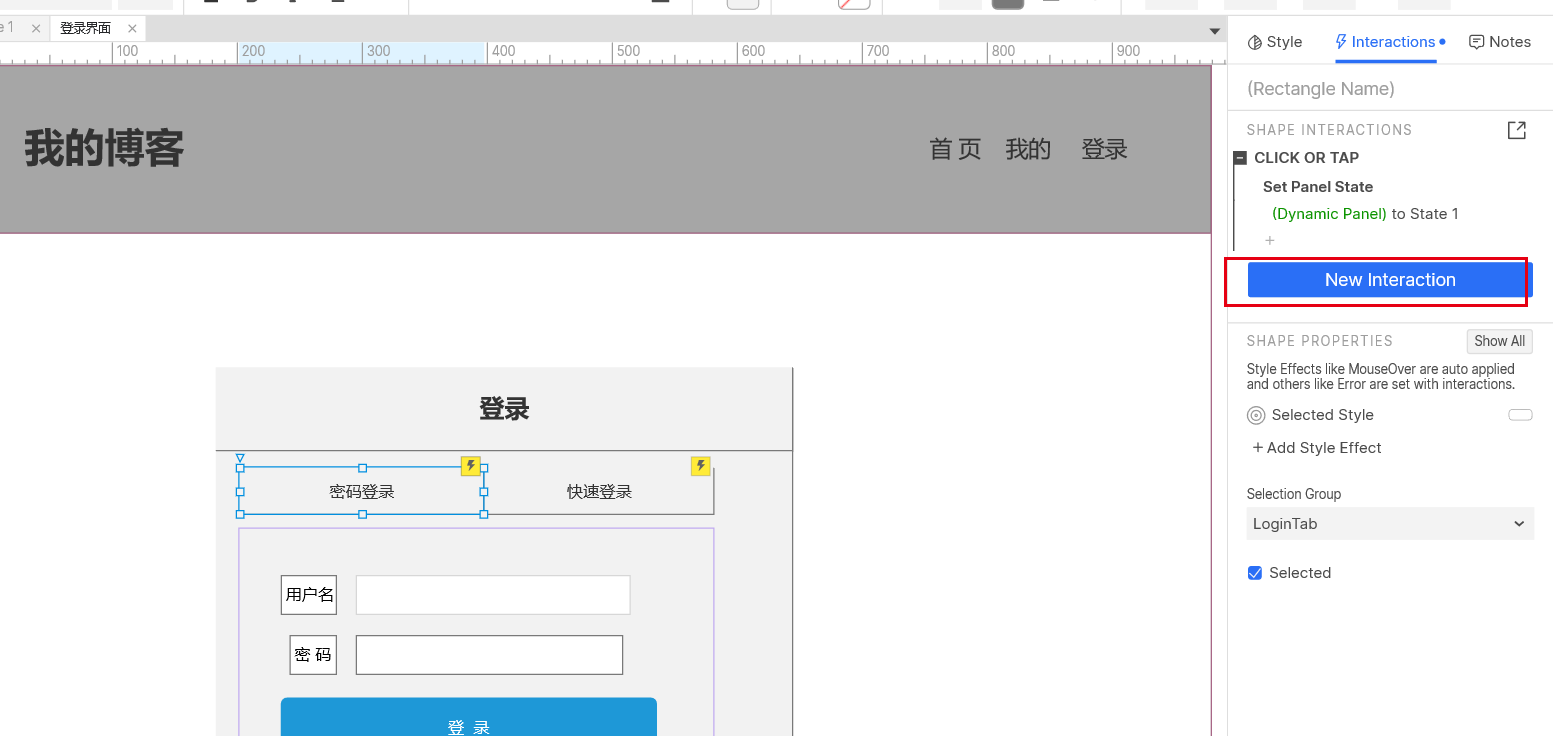 e 1
登录界面
100 200 300 400 500 600 700 800 900
Style Interactions Notes
(Rectangle Name)
SHAPE INTERACTIONS
CLICK OR TAP
Set Panel State
(Dynamic Panel) to State 1
+
New Interaction
SHAPE PROPERTIES Show All
Style Effects like MouseOver are auto applied
and others like Error are set with interactions.
Selected Style
+ Add Style Effect
Selection Group
LoginTab
Selected
我的博客
首 页 我的 登录
登录
密码登录 快速登录
用户名
密 码
登 录